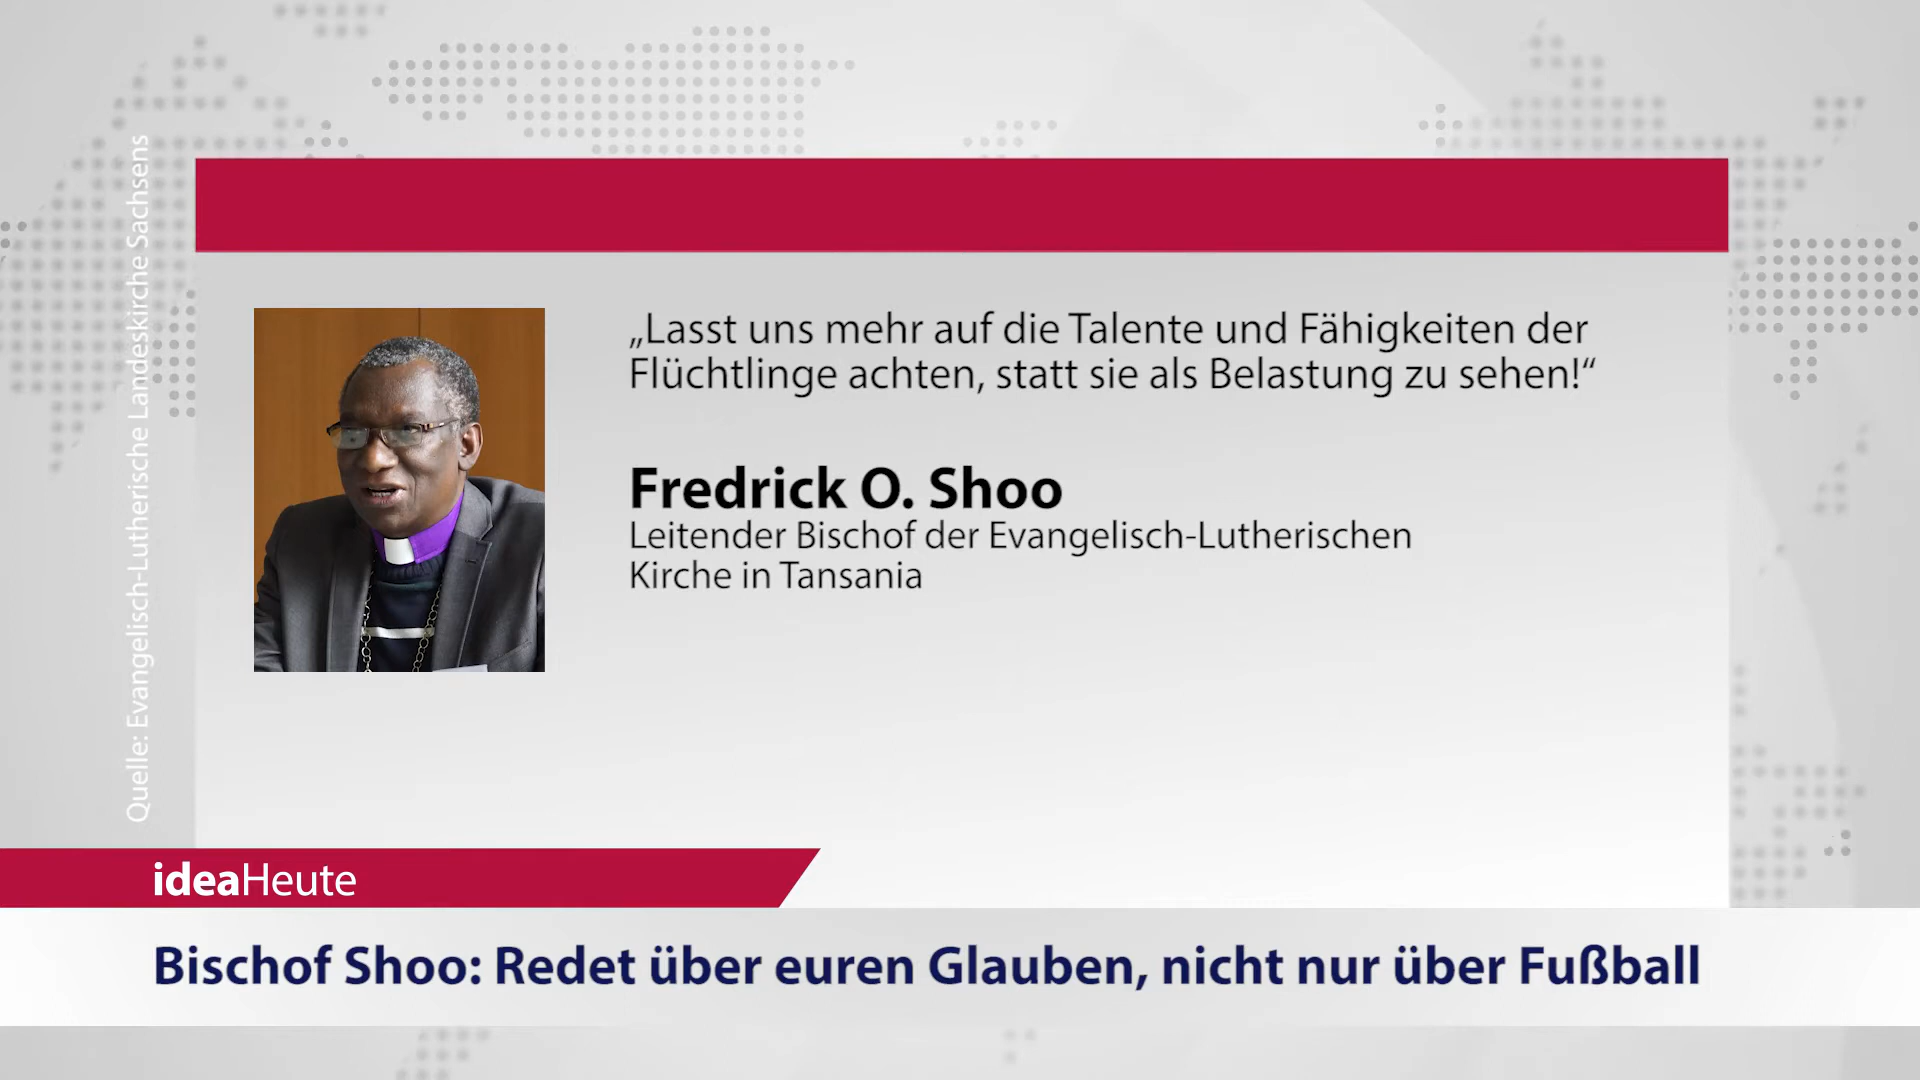 Quelle: Evangelisch-Lutherische Landeskirche Sachsens
„Lasst uns mehr auf die Talente und Fähigkeiten der
Flüchtlinge achten, statt sie als Belastung zu sehen!“
Fredrick O. Shoo
Leitender Bischof der Evangelisch-Lutherischen
Kirche in Tansania
ideaHeute
Bischof Shoo: Redet über euren Glauben, nicht nur über Fußball